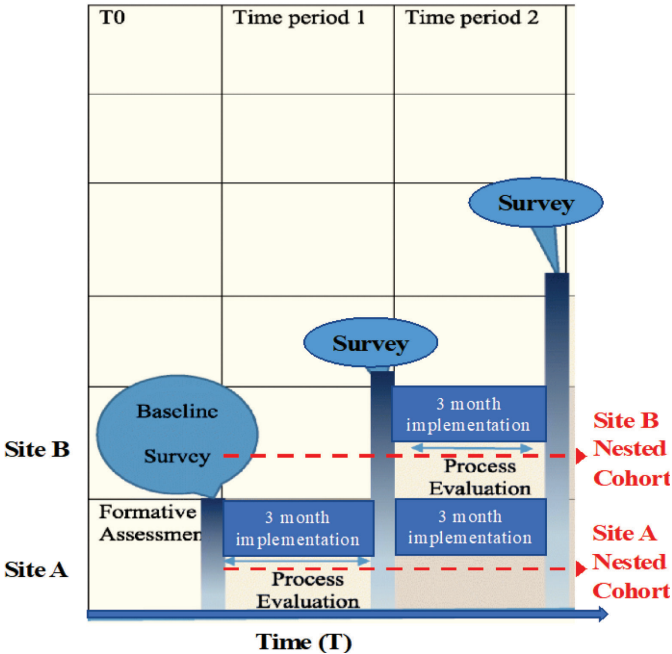 T0
Time period 1
Time period 2
Survey
Survey
Baseline
Survey
3 month
implementation
Site B
Site B
Nested
Cohort
Process
Evaluation
Formative
Assessmen
3 month
implementation
3 month
implementation
Site A
Site A
Nested
Cohort
Process
Evaluation
Time (T)